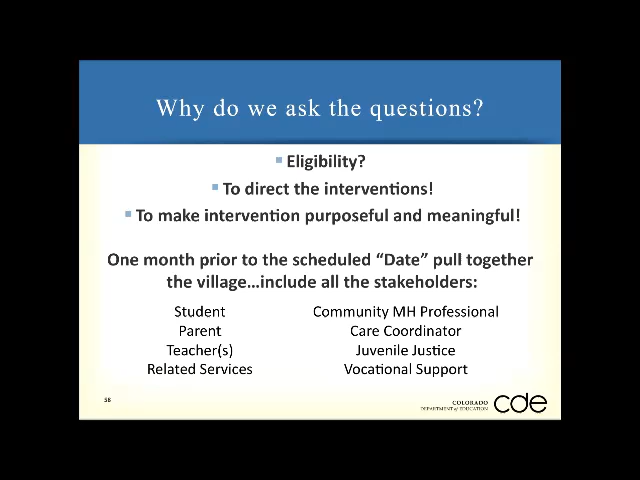 Why do we ask the questions?
Eligibility?
To direct the interventions!
To make intervention purposeful and meaningful!
One month prior to the scheduled “Date” pull together
the village…include all the stakeholders:
Student Community MH Professional
Parent Care Coordinator
Teacher(s) Juvenile Justice
Related Services Vocational Support
58
COLORADO
DEPARTMENT of EDUCATION
cde